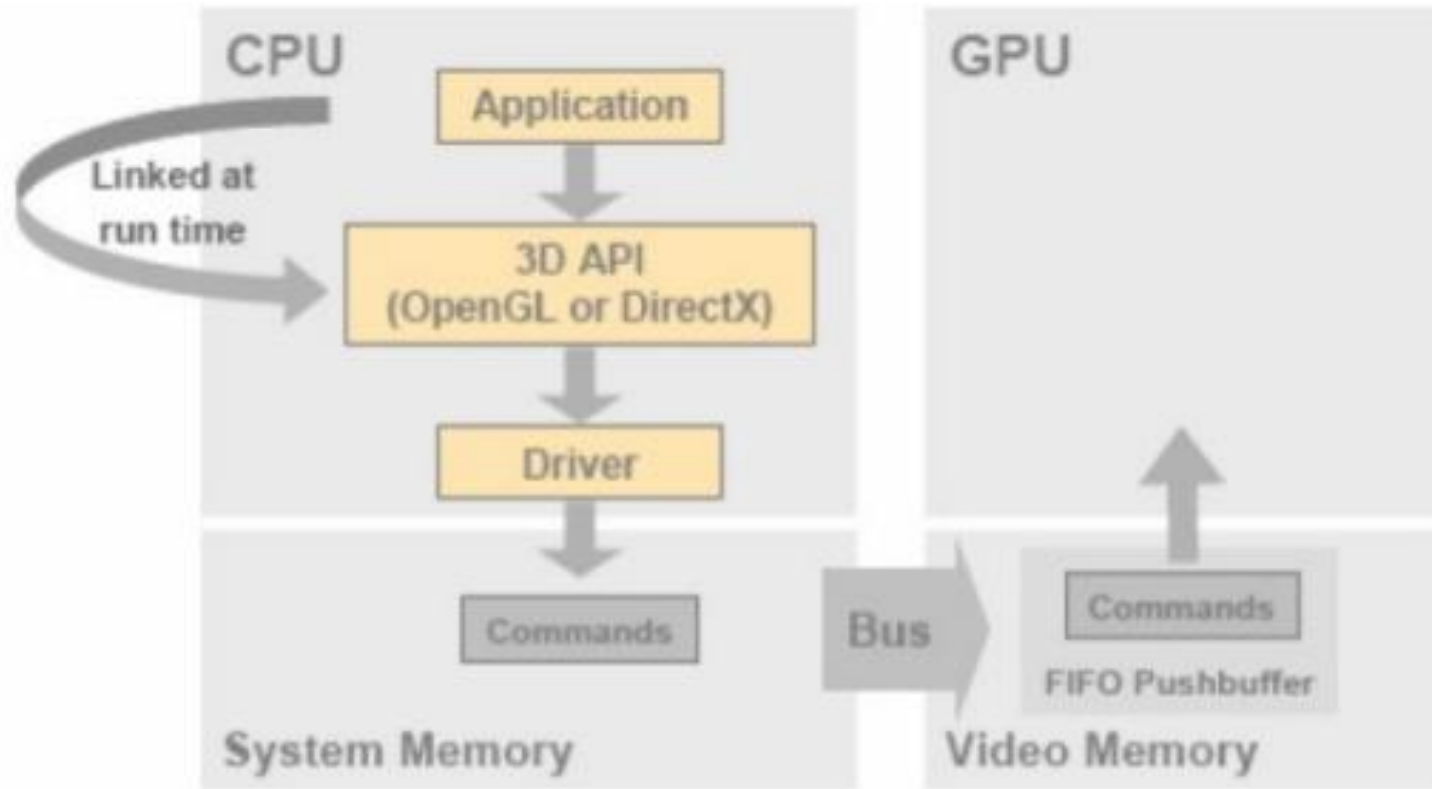 CPU
Application
Linked at
run time
3D API
(OpenGL or DirectX)
Driver
Commands
System Memory
Bus
GPU
Commands
FIFO Pushbuffer
Video Memory